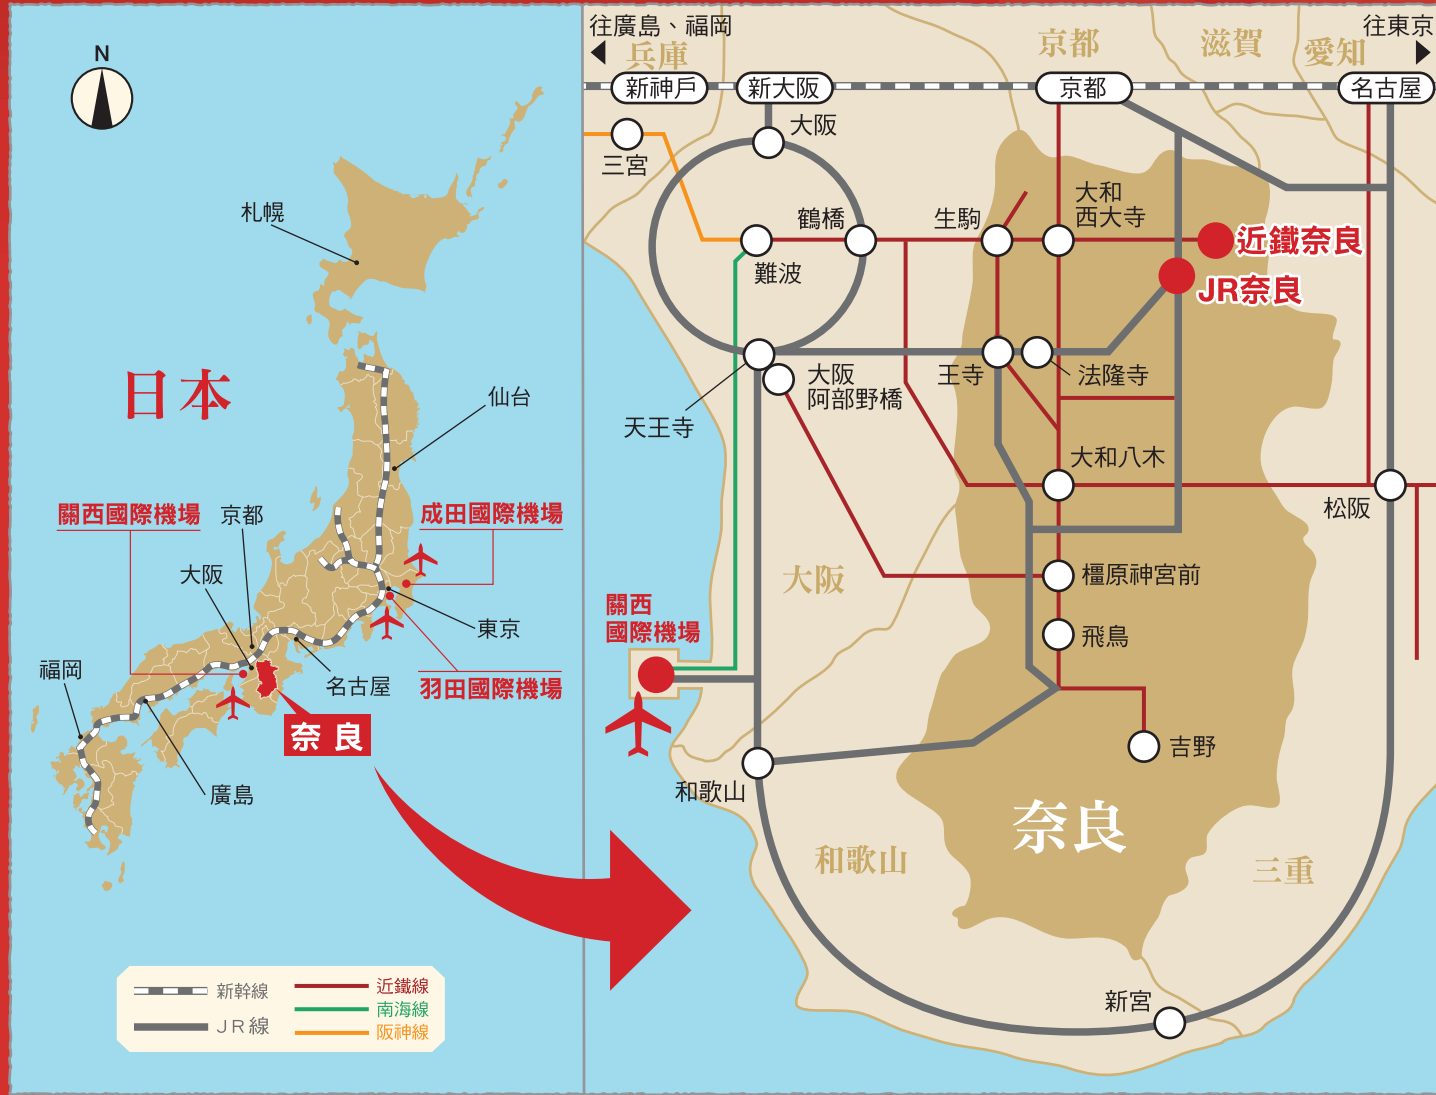 N
札幌
日本
仙台
關西國際機場
京都
成田國際機場
大阪
東京
福岡
名古屋
羽田國際機場
奈良
廣島
新幹線
JR線
近鐵線
南海線
阪神線
往廣島、福岡
往東京
兵庫
京都
滋賀
愛知
新神戶
新大阪
京都
名古屋
大阪
三宮
鶴橋
生駒
大和
西大寺
近鐵奈良
難波
JR奈良
大阪
阿部野橋
王寺
法隆寺
天王寺
大和八木
松阪
大阪
橿原神宮前
關西
國際機場
飛鳥
吉野
和歌山
奈良
和歌山
三重
新宮